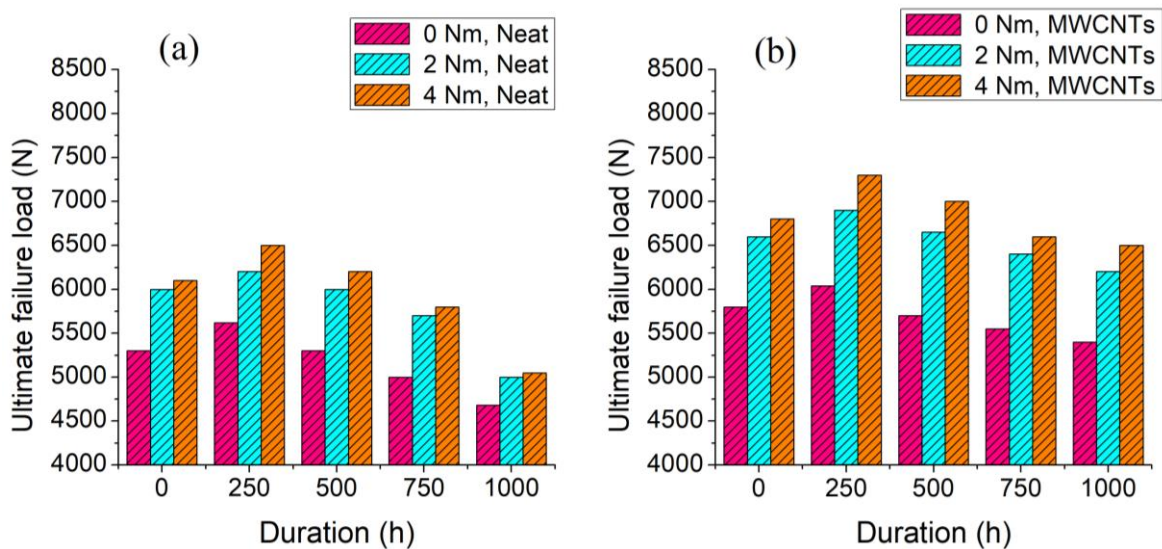 (a)
0 Nm, Neat
2 Nm, Neat
4 Nm, Neat
8500
8000
7500
7000
6500
6000
5500
5000
4500
4000
Ultimate failure load (N)
0 250 500 750 1000
Duration (h)
(b)
0 Nm, MWCNTs
2 Nm, MWCNTs
4 Nm, MWCNTs
8500
8000
7500
7000
6500
6000
5500
5000
4500
4000
Ultimate failure load (N)
0 250 500 750 1000
Duration (h)